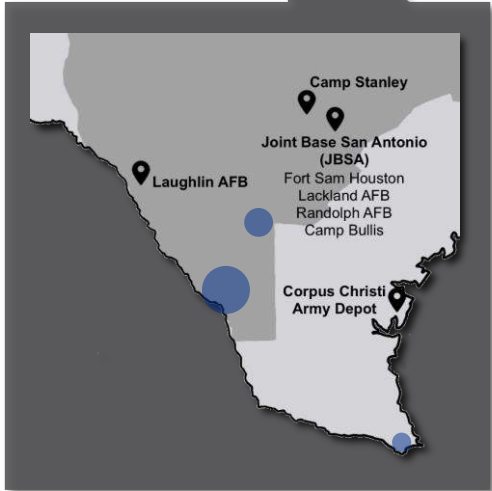 Camp Stanley
Joint Base San Antonio
(JBSA)
Fort Sam Houston
Lackland AFB
Randolph AFB
Camp Bullis
Laughlin AFB
Corpus Christi
Army Depot